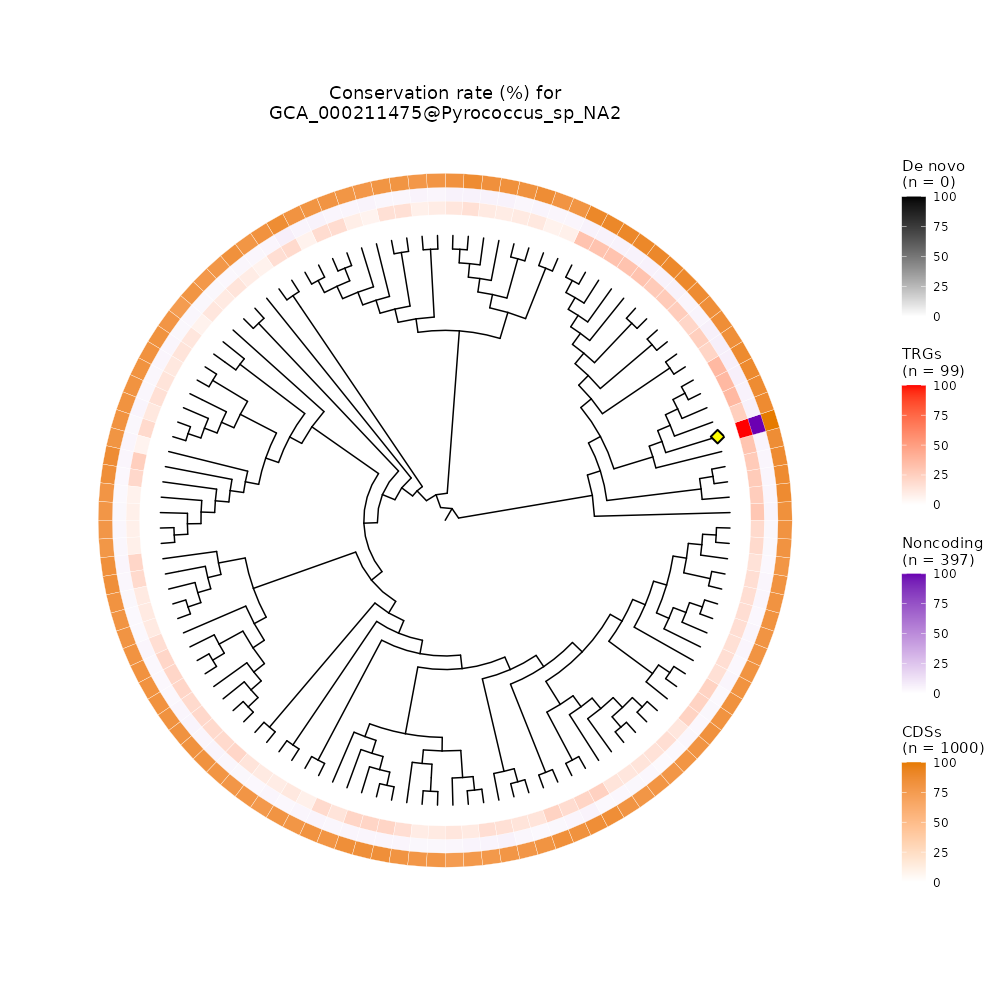 Conservation rate (%) for
GCA_000211475@Pyrococcus_sp_NA2
De novo
(n = 0)
100
75
50
25
0
TRGs
(n = 99)
100
75
50
25
0
Noncoding
(n = 397)
100
75
50
25
0
CDSs
(n = 1000)
100
75
50
25
0